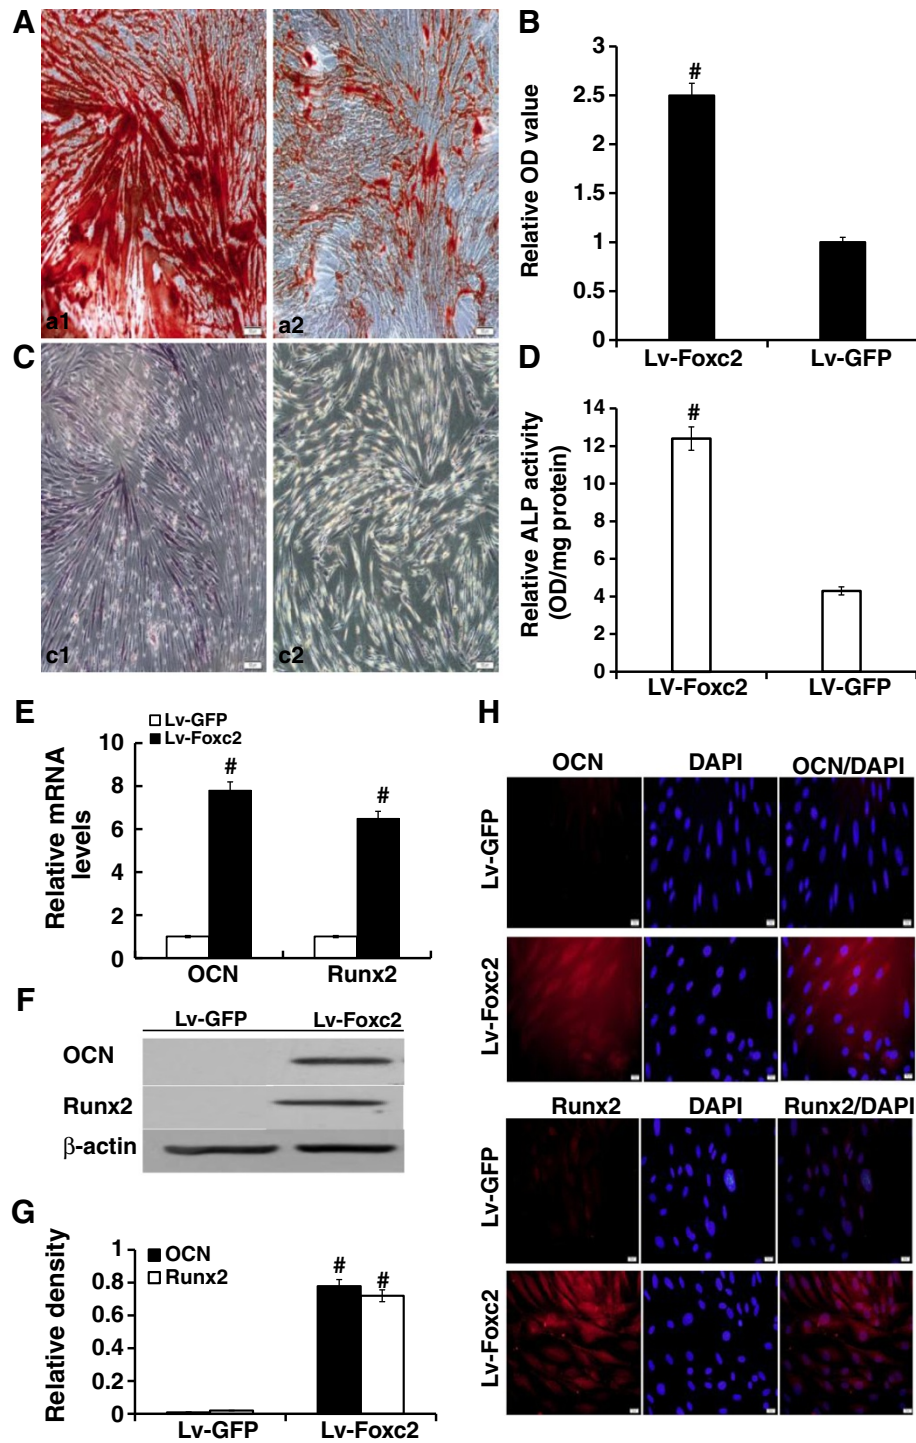 A
a1
a2
B
Relative OD value
3
2.5
2
1.5
1
0.5
0
#
Lv-Foxc2
Lv-GFP
C
c1
c2
D
Relative ALP activity
(OD/mg protein)
14
12
10
8
6
4
2
0
#
LV-Foxc2
LV-GFP
E
Lv-GFP
Lv-Foxc2
Relative mRNA
levels
10
8
6
4
2
0
#
#
OCN
Runx2
F
Lv-GFP
Lv-Foxc2
OCN
Runx2
β-actin
G
Relative density
1
0.8
0.6
0.4
0.2
0
OCN
Runx2
#
#
Lv-GFP
Lv-Foxc2
H
OCN
DAPI
OCN/DAPI
Lv-GFP
Lv-Foxc2
Runx2
DAPI
Runx2/DAPI
Lv-GFP
Lv-Foxc2